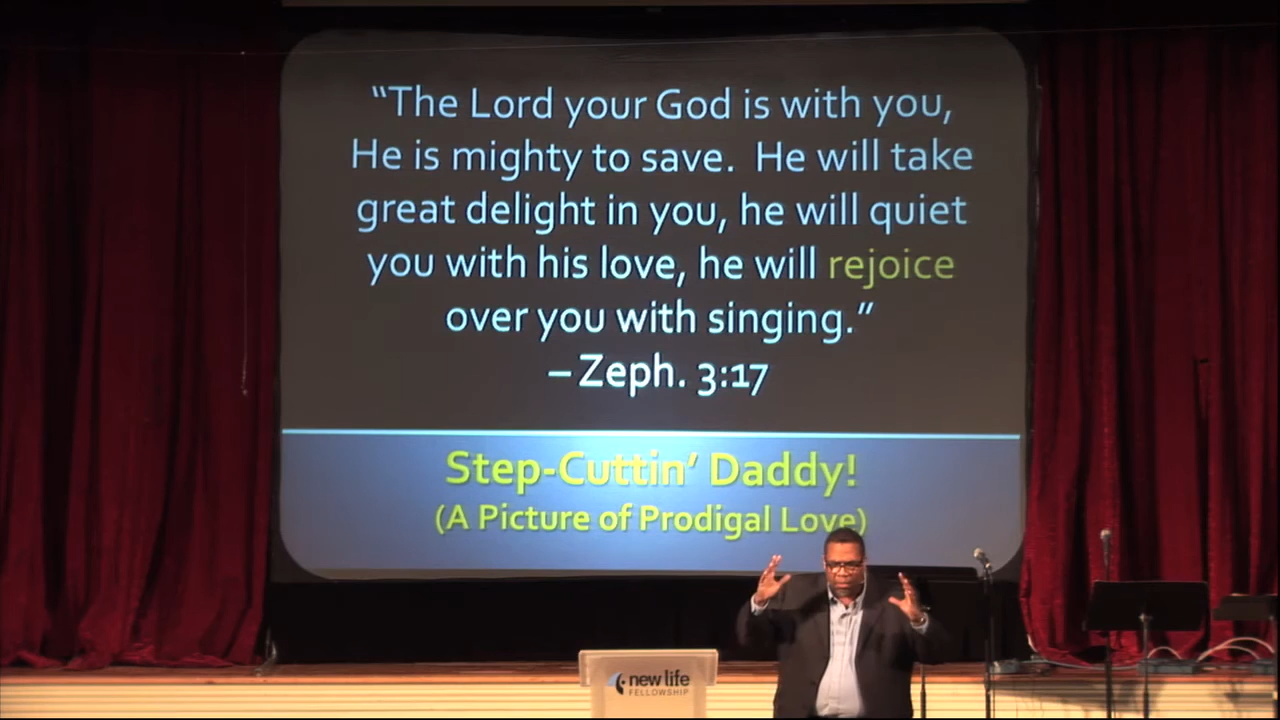 “The Lord your God is with you,
He is mighty to save.  He will take
great delight in you, he will quiet
you with his love, he will rejoice
over you with singing.”
– Zeph. 3:17
Step-Cuttin’ Daddy!
(A Picture of Prodigal Love)
new life
FELLOWSHIP